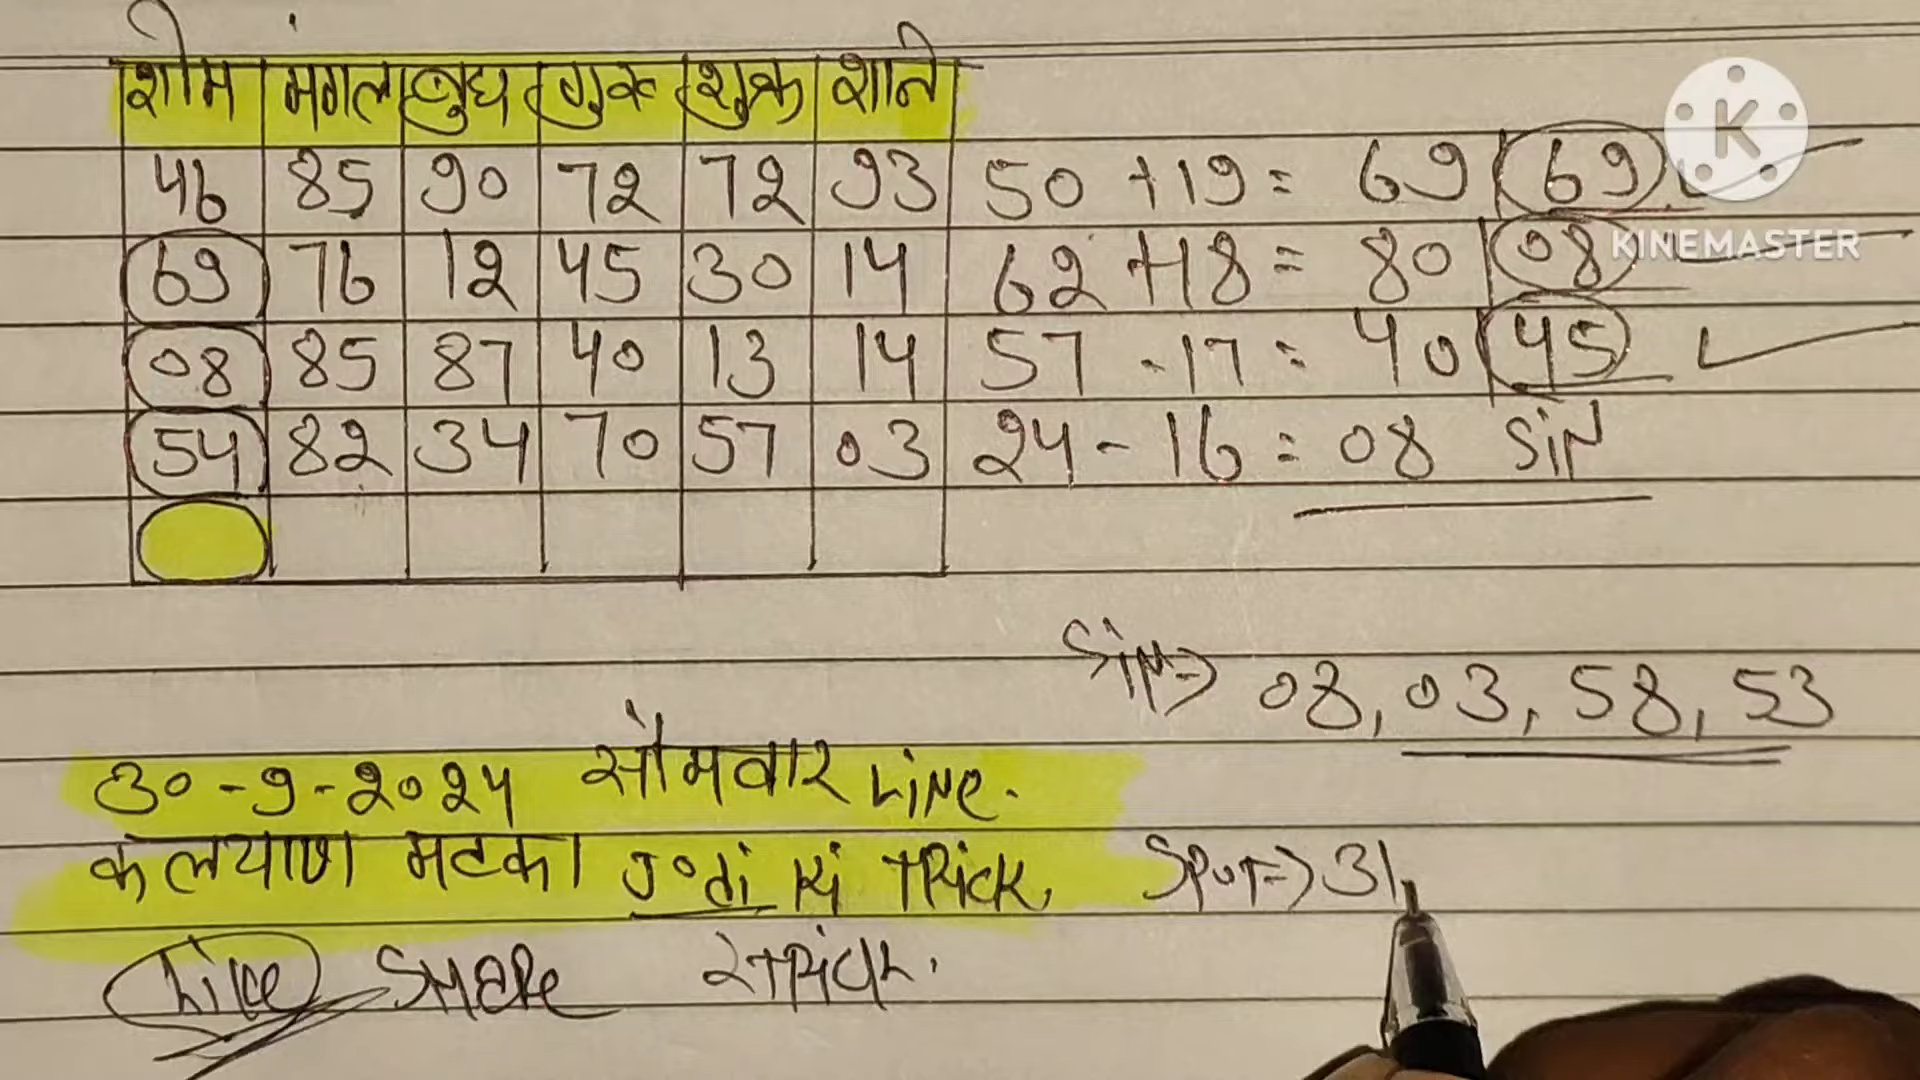 शोम मंगल बुध गुरू शुक्र शनि
46 85 90 72 72 93 50 +19 = 69 69
69 76 12 45 30 14 62 +18 = 80 08
08 85 87 40 13 14 57 -17 = 40 45
54 82 34 70 57 03 24 - 16 = 08 SiN
KINEMASTER
08, 03, 58, 53
30-9-2024 सोमवार LiNe.
कलयाण मटका Jodi Ki TRicK, SPOT=> 31
Like SHARe